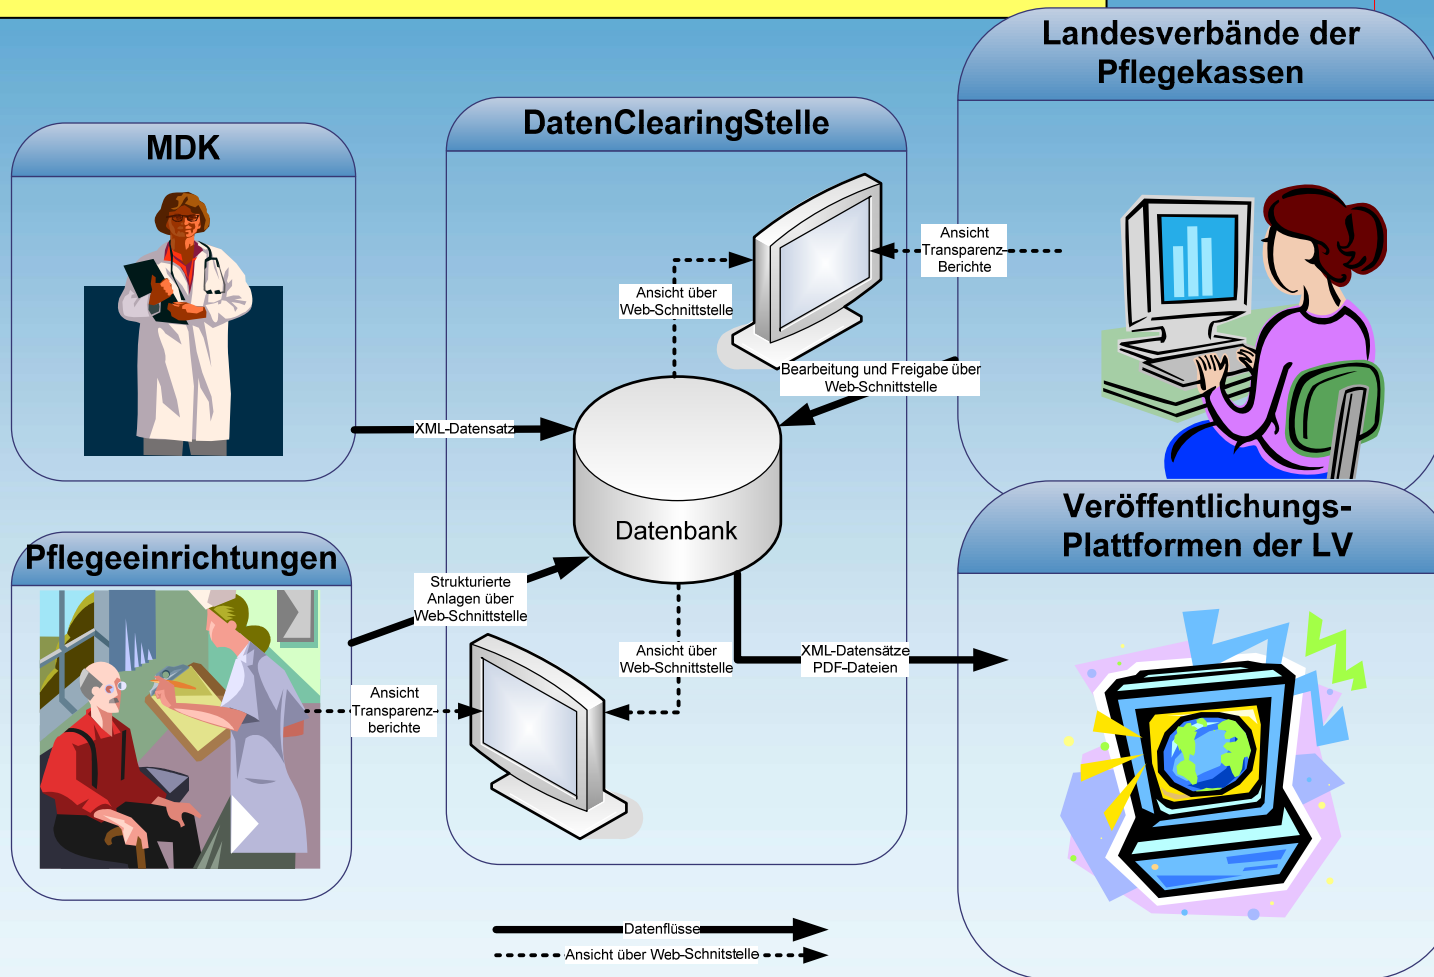 Landesverbände der
Pflegekassen
DatenClearingStelle
MDK
Ansicht
Transparenz-
Berichte
Ansicht über
Web-Schnittstelle
Bearbeitung und Freigabe über
Web-Schnittstelle
XML-Datensatz
Datenbank
Veröffentlichungs-
Plattformen der LV
Pflegeeinrichtungen
Strukturierte
Anlagen über
Web-Schnittstelle
Ansicht über
Web-Schnittstelle
XML-Datensätze
PDF-Dateien
Ansicht
Transparenz-
berichte
Datenflüsse
Ansicht über Web-Schnitstelle